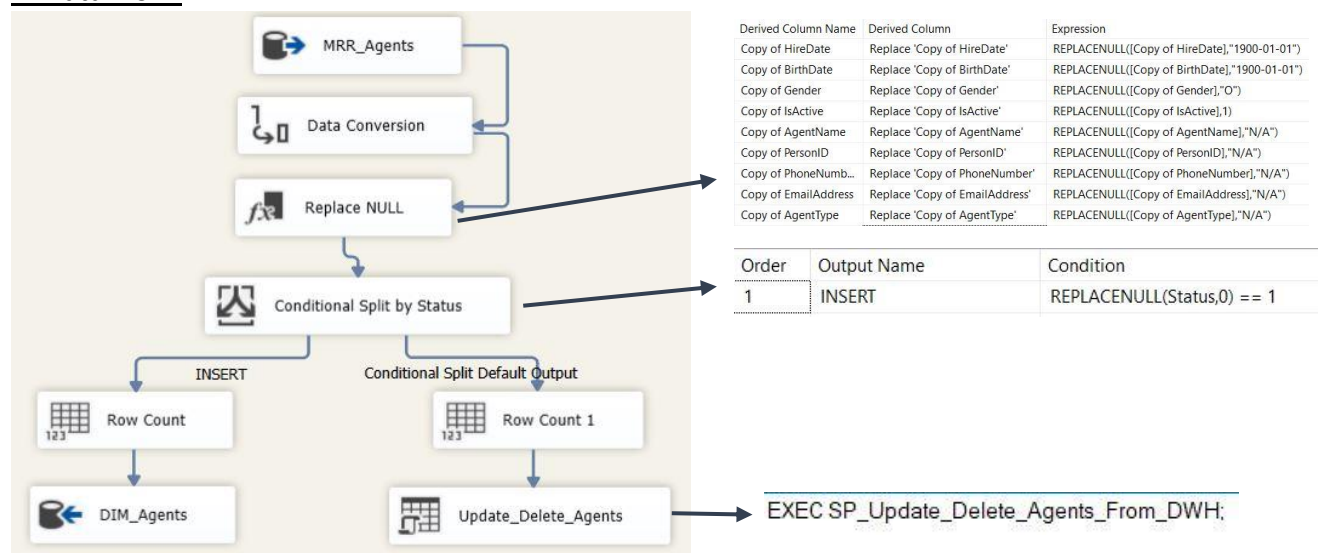 MRR_Agents
Data Conversion
Replace NULL
Conditional Split by Status
INSERT
Conditional Split Default Output
123
Row Count
123
Row Count 1
DIM_Agents
Update_Delete_Agents
Derived Column Name Derived Column Expression
Copy of HireDate Replace 'Copy of HireDate' REPLACENULL([Copy of HireDate],"1900-01-01")
Copy of BirthDate Replace 'Copy of BirthDate' REPLACENULL([Copy of BirthDate],"1900-01-01")
Copy of Gender Replace 'Copy of Gender' REPLACENULL([Copy of Gender],"O")
Copy of IsActive Replace 'Copy of IsActive' REPLACENULL([Copy of IsActive],1)
Copy of AgentName Replace 'Copy of AgentName' REPLACENULL([Copy of AgentName],"N/A")
Copy of PersonID Replace 'Copy of PersonID' REPLACENULL([Copy of PersonID],"N/A")
Copy of PhoneNumb... Replace 'Copy of PhoneNumber' REPLACENULL([Copy of PhoneNumber],"N/A")
Copy of EmailAddress Replace 'Copy of EmailAddress' REPLACENULL([Copy of EmailAddress],"N/A")
Copy of AgentType Replace 'Copy of AgentType' REPLACENULL([Copy of AgentType],"N/A")
Order Output Name Condition
1 INSERT REPLACENULL(Status,0) == 1
EXEC SP_Update_Delete_Agents_From_DWH;